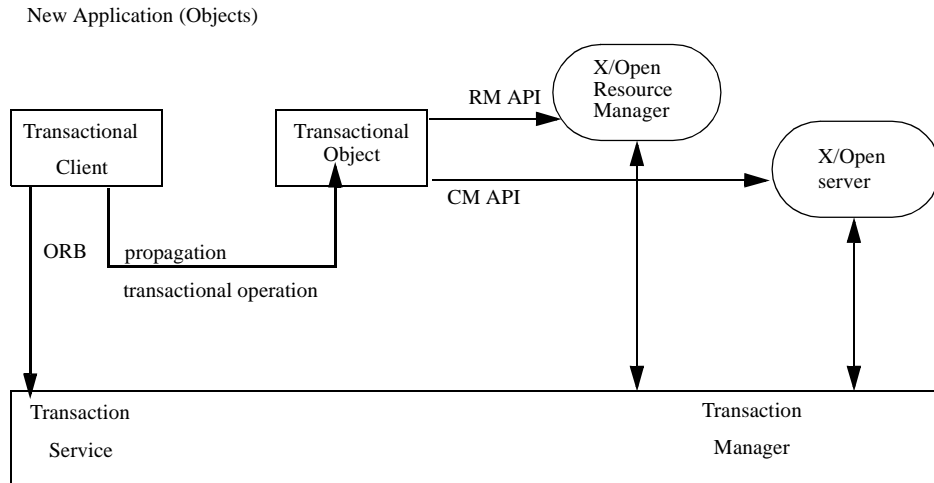 New Application (Objects)
X/Open
Resource
Manager
RM API
Transactional
Client
Transactional
Object
X/Open
server
CM API
ORB
propagation
transactional operation
Transaction
Service
Transaction
Manager